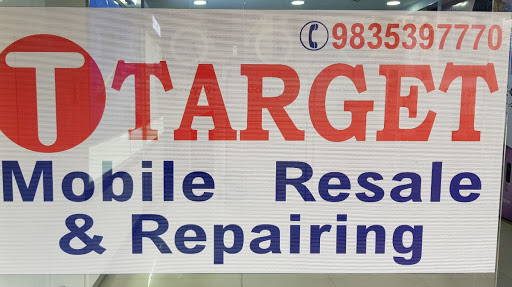 9835397770
T TARGET
Mobile Resale
& Repairing